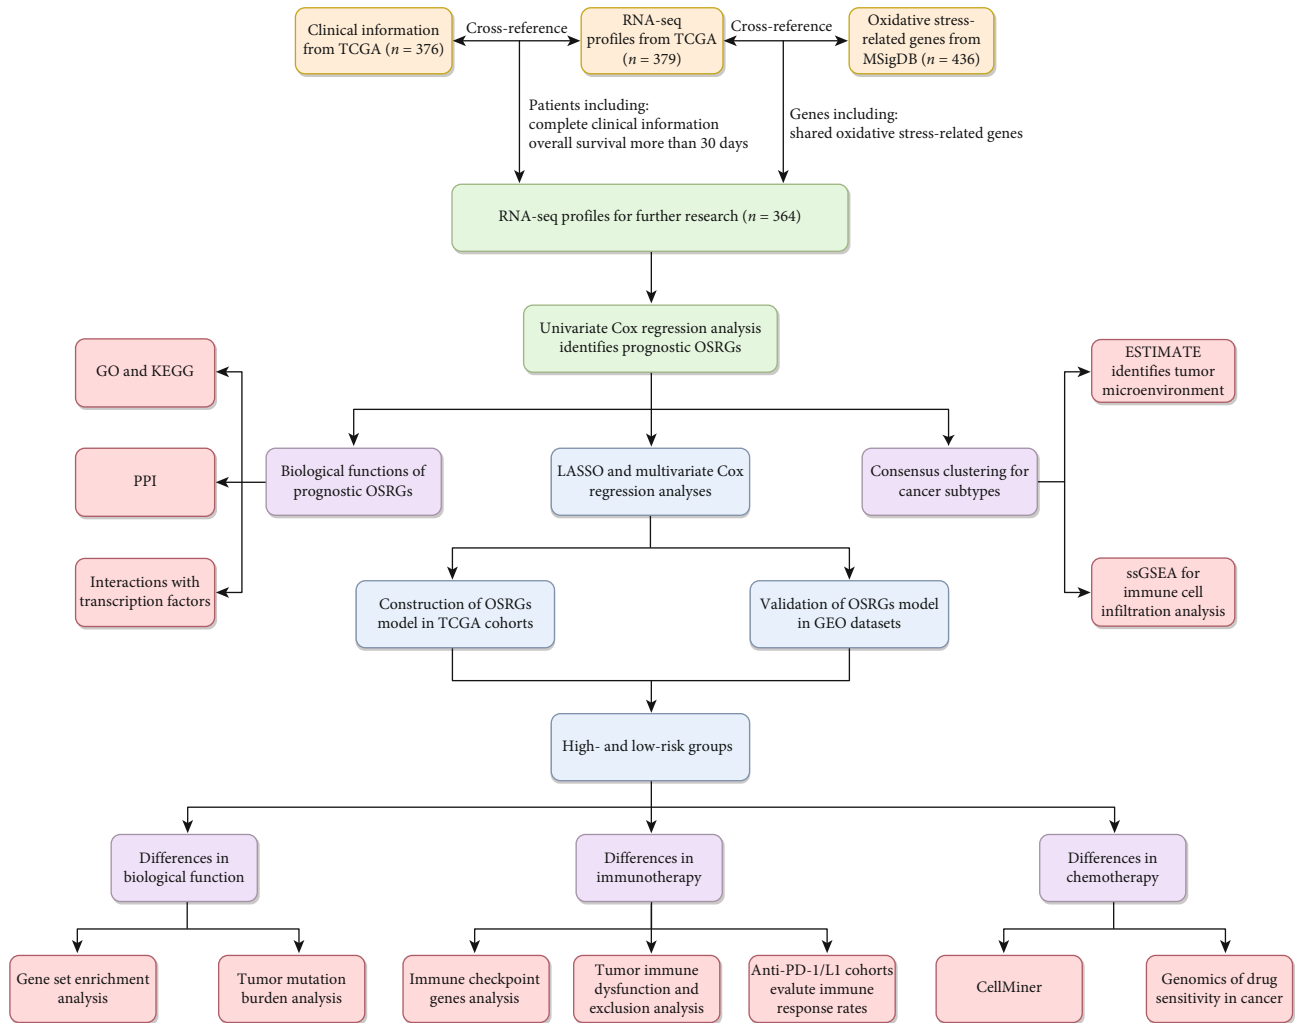 Clinical information
from TCGA (n = 376)
Cross-reference
RNA-seq
profiles from TCGA
(n = 379)
Cross-reference
Oxidative stress-
related genes from
MSigDB (n = 436)
Patients including:
complete clinical information
overall survival more than 30 days
Genes including:
shared oxidative stress-related genes
RNA-seq profiles for further research (n = 364)
Univariate Cox regression analysis
identifies prognostic OSRGs
GO and KEGG
PPI
Interactions with
transcription factors
Biological functions of
prognostic OSRGs
LASSO and multivariate Cox
regression analyses
Consensus clustering for
cancer subtypes
ESTIMATE
identifies tumor
microenvironment
ssGSEA for
immune cell
infiltration analysis
Construction of OSRGs
model in TCGA cohorts
Validation of OSRGs model
in GEO datasets
High- and low-risk groups
Differences in
biological function
Differences in
immunotherapy
Differences in
chemotherapy
Gene set enrichment
analysis
Tumor mutation
burden analysis
Immune checkpoint
genes analysis
Tumor immune
dysfunction and
exclusion analysis
Anti-PD-1/L1 cohorts
evalute immune
response rates
CellMiner
Genomics of drug
sensitivity in cancer